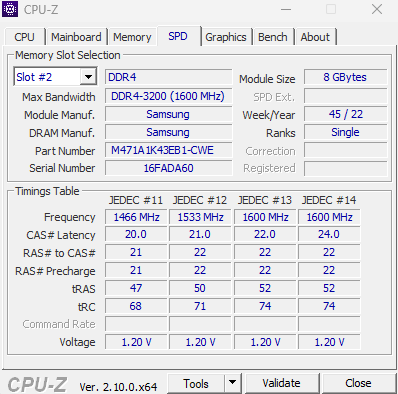 CPU-Z
CPU Mainboard Memory SPD Graphics Bench About
Memory Slot Selection
Slot #2 DDR4 Module Size 8 GBytes
Max Bandwidth DDR4-3200 (1600 MHz) SPD Ext.
Module Manuf. Samsung Week/Year 45 / 22
DRAM Manuf. Samsung Ranks Single
Part Number M471A1K43EB1-CWE Correction
Serial Number 16FADA60 Registered
Timings Table
JEDEC #11 JEDEC #12 JEDEC #13 JEDEC #14
Frequency 1466 MHz 1533 MHz 1600 MHz 1600 MHz
CAS# Latency 20.0 21.0 22.0 24.0
RAS# to CAS# 21 22 22 22
RAS# Precharge 21 22 22 22
tRAS 47 50 52 52
tRC 68 71 74 74
Command Rate
Voltage 1.20 V 1.20 V 1.20 V 1.20 V
CPU-Z Ver. 2.10.0.x64 Tools Validate Close